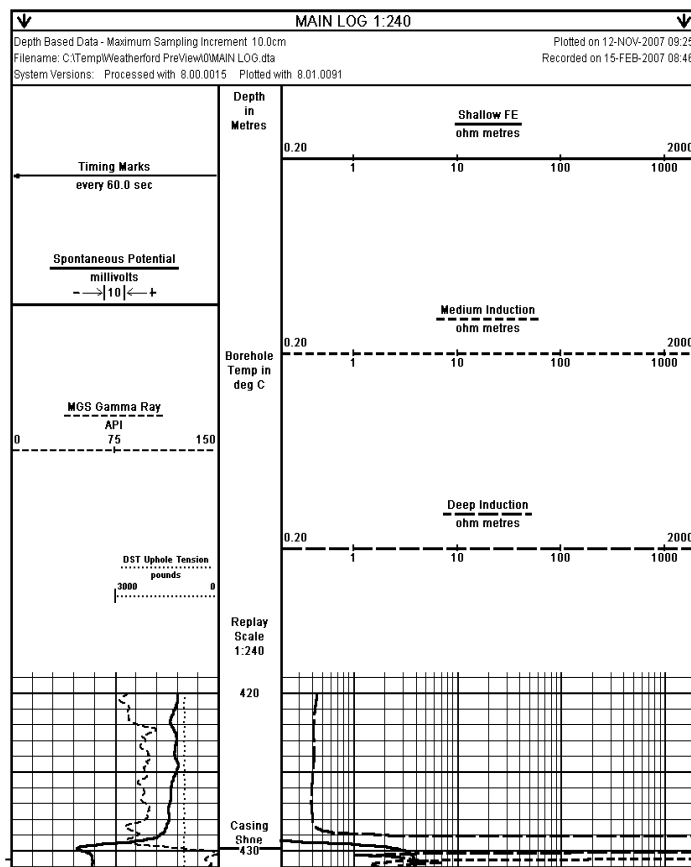 MAIN LOG 1:240
Depth Based Data - Maximum Sampling Increment 10.0cm
Plotted on 12-NOV-2007 09:25
Filename: C:\Temp\Weatherford PreView\0\MAIN LOG.dta
Recorded on 15-FEB-2007 08:46
System Versions: Processed with 8.00.0015 Plotted with 8.01.0091
Depth
in
Metres
Shallow FE
ohm metres
0.20 2000
1 10 100 1000
Timing Marks
every 60.0 sec
Spontaneous Potential
millivolts
- →|10|← +
Medium Induction
ohm metres
0.20 2000
1 10 100 1000
Borehole
Temp in
deg C
MGS Gamma Ray
API
0 75 150
Deep Induction
ohm metres
0.20 2000
1 10 100 1000
DST Uphole Tension
pounds
3000 0
Replay
Scale
1:240
420
Casing
Shoe
430